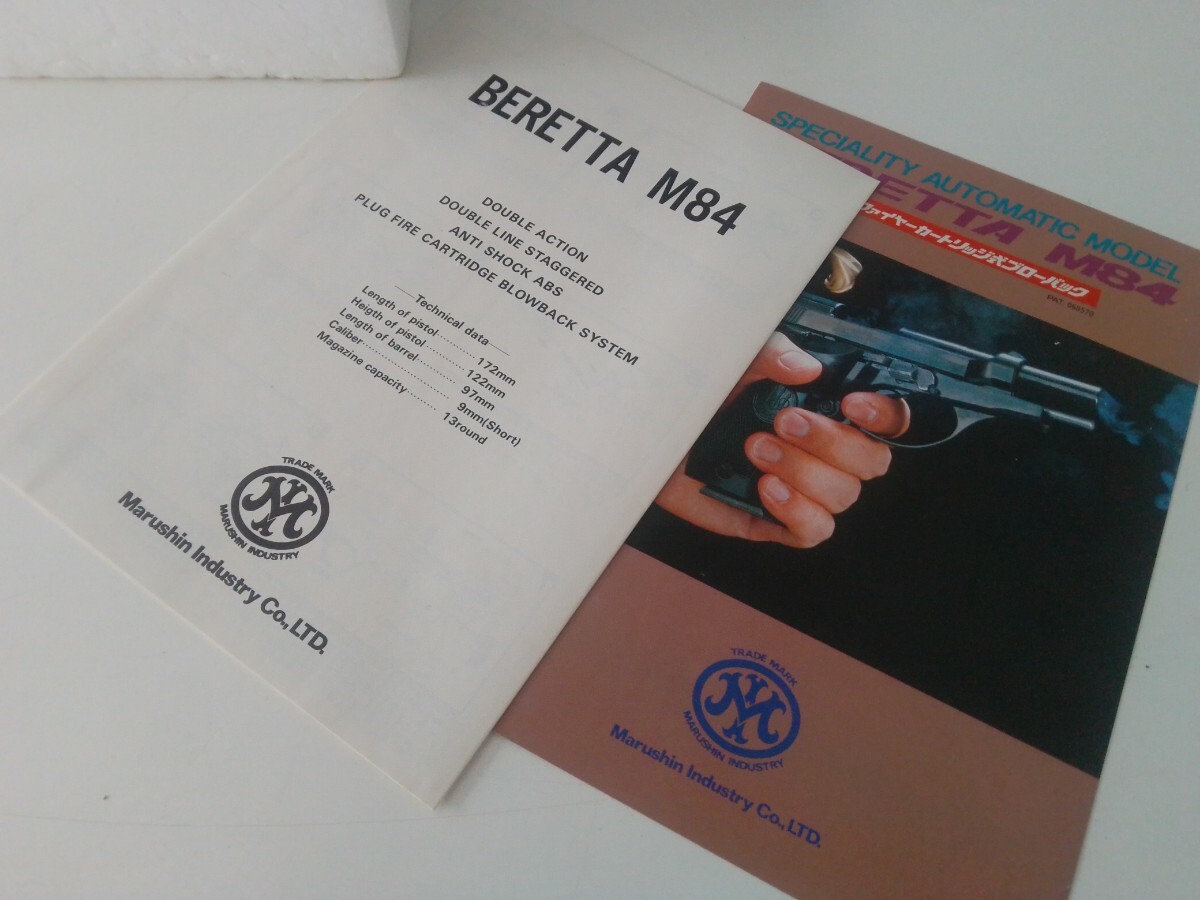 BERETTA M84
DOUBLE ACTION
DOUBLE LINE STAGGERED
ANTI SHOCK ABS
PLUG FIRE CARTRIDGE BLOWBACK SYSTEM
Technical data
Length of pistol 172mm
Heigth of pistol 122mm
Length of barrel 97mm
Caliber 9mm(Short)
Magazine capacity 13round
TRADE MARK
MARUSHIN INDUSTRY
Marushin Industry Co.,LTD.
SPECIALITY AUTOMATIC MODEL
RETTA M84
ファイヤーカートリッジ式ブローバック
TRADE MARK
MARUSHIN INDUSTRY
Marushin Industry Co.,LTD.